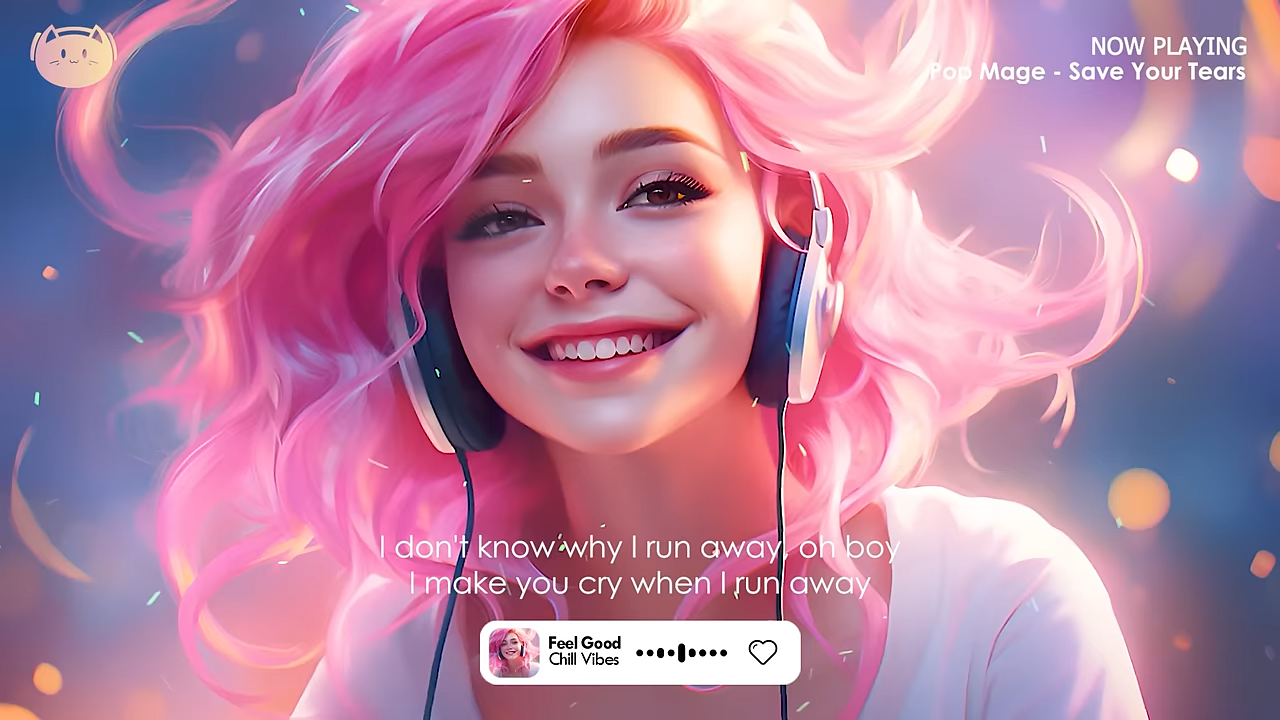 NOW PLAYING
Pop Mage - Save Your Tears
I don't know why I run away, oh boy
I make you cry when I run away
Feel Good
Chill Vibes